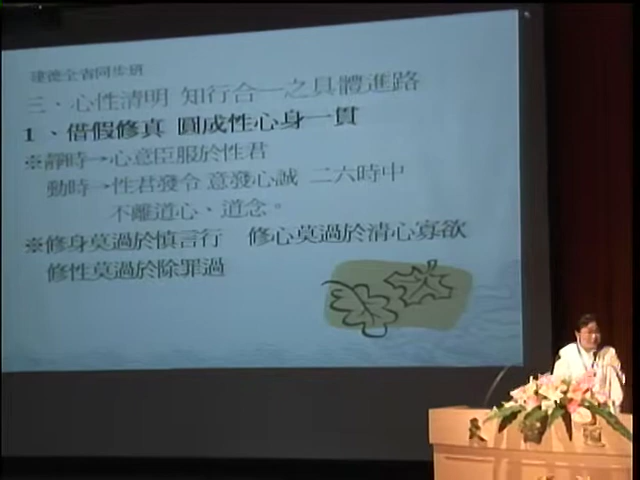 建德全省同步班
三、心性清明 知行合一之具體進路
1、借假修真 圓成性心身一貫
※靜時→心意臣服於性君
動時→性君發令 意發心誠 二六時中
不離道心、道念。
※修身莫過於慎言行 修心莫過於清心寡欲
修性莫過於除罪過